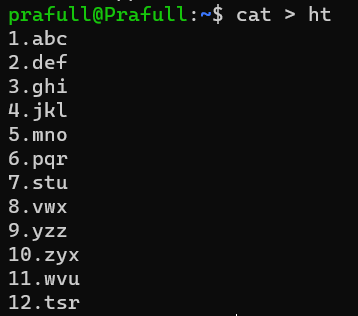 prafull@Prafull:~$ cat > ht
1.abc
2.def
3.ghi
4.jkl
5.mno
6.pqr
7.stu
8.vwx
9.yzz
10.zyx
11.wvu
12.tsr